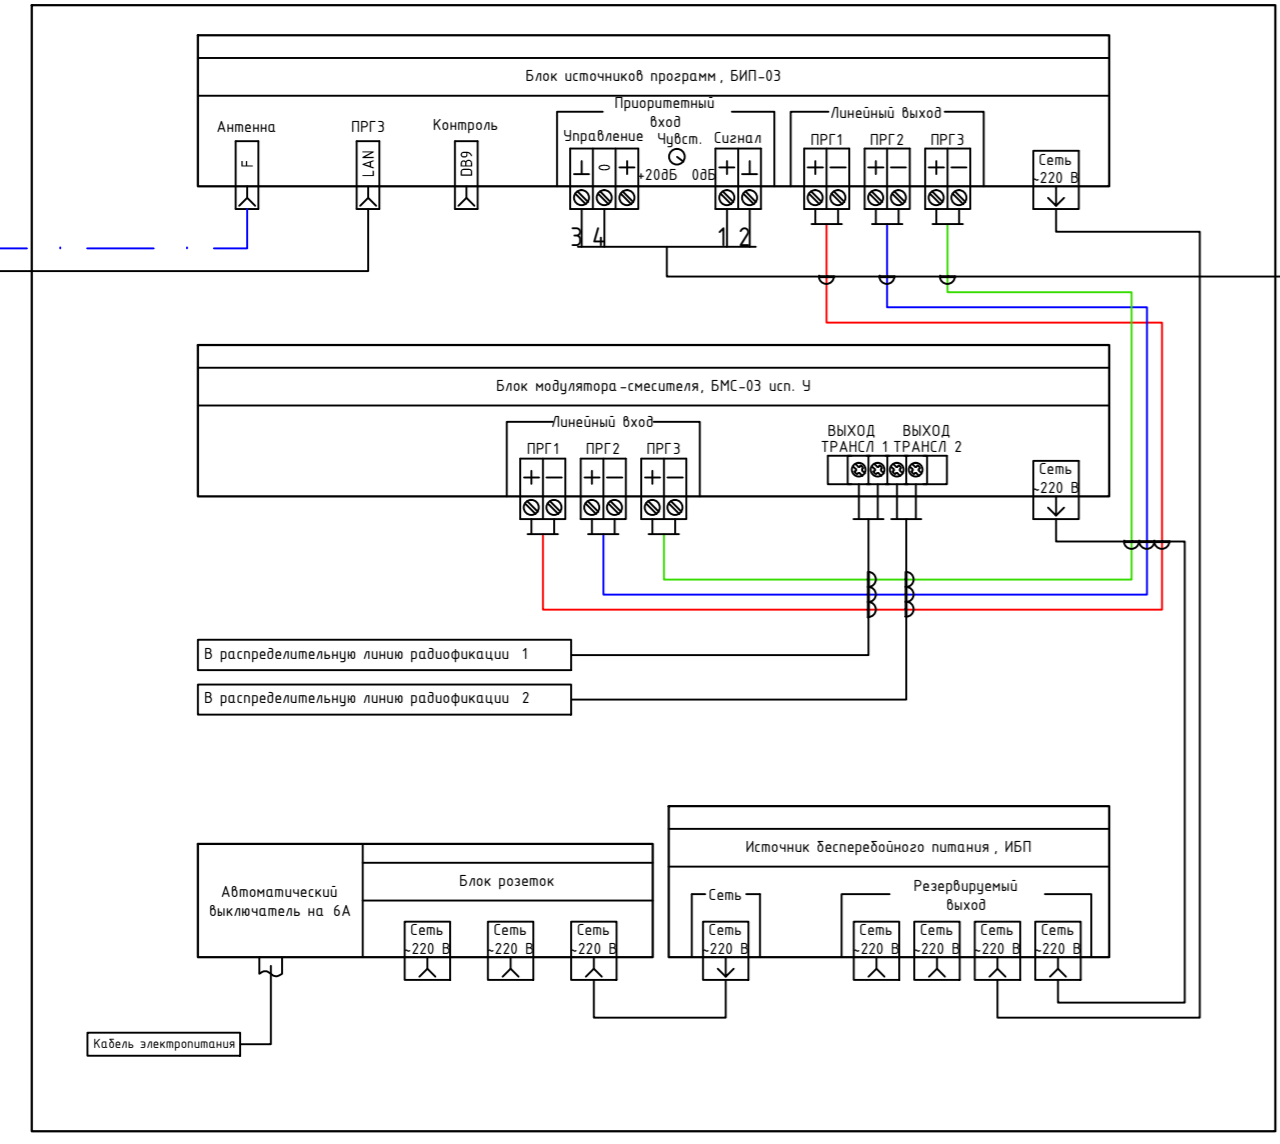 Блок источников программ, БИП-03
Антенна
ПРГ3
Контроль
Приоритетный
вход
Управление
Чувст.
Сигнал
+20дБ 0дБ
Линейный выход
ПРГ1 ПРГ2 ПРГ3
F
LAN
DB9
⊥ 0 +
+ ⊥
+ − + − + −
Сеть
~220 В
3 4 1 2
Блок модулятора-смесителя, БМС-03 исп. У
Линейный вход
ПРГ1 ПРГ2 ПРГ3
+ − + − + −
ВЫХОД
ТРАНСЛ 1
ВЫХОД
ТРАНСЛ 2
Сеть
~220 В
В распределительную линию радиофикации 1
В распределительную линию радиофикации 2
Автоматический
выключатель на 6А
Блок розеток
Сеть
~220 В
Сеть
~220 В
Сеть
~220 В
Источник бесперебойного питания, ИБП
Сеть
Сеть
~220 В
Резервируемый
выход
Сеть
~220 В
Сеть
~220 В
Сеть
~220 В
Сеть
~220 В
Кабель электропитания